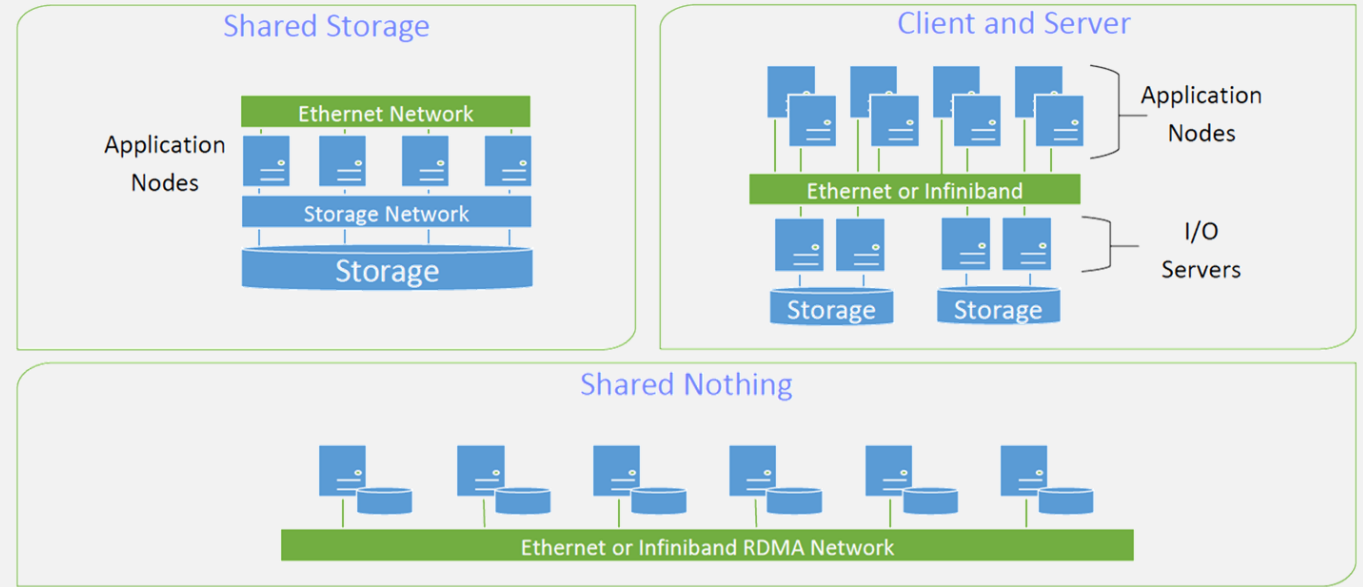 Shared Storage
Ethernet Network
Application
Nodes
Storage Network
Storage
Client and Server
Application
Nodes
Ethernet or Infiniband
I/O
Servers
Storage
Storage
Shared Nothing
Ethernet or Infiniband RDMA Network